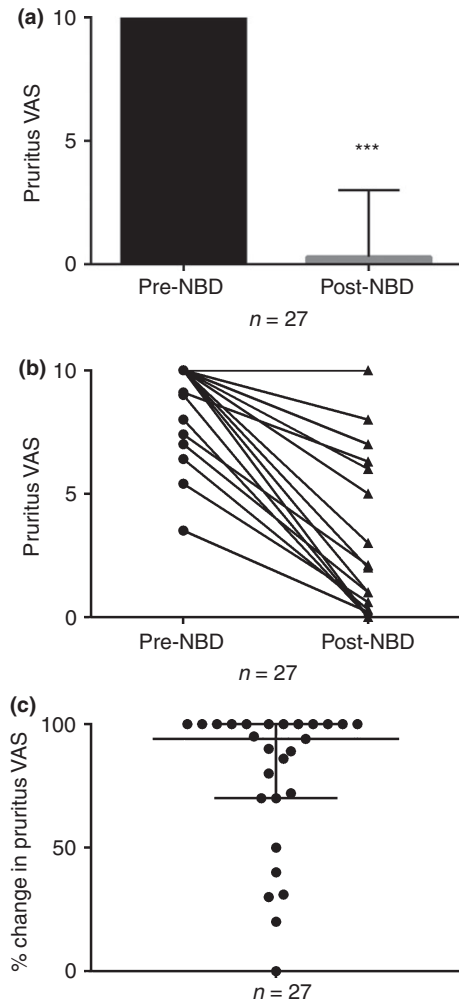 (a)
10
5
0
Pruritus VAS
***
Pre-NBD Post-NBD
n = 27
(b)
10
5
0
Pruritus VAS
Pre-NBD Post-NBD
n = 27
(c)
100
50
0
% change in pruritus VAS
n = 27